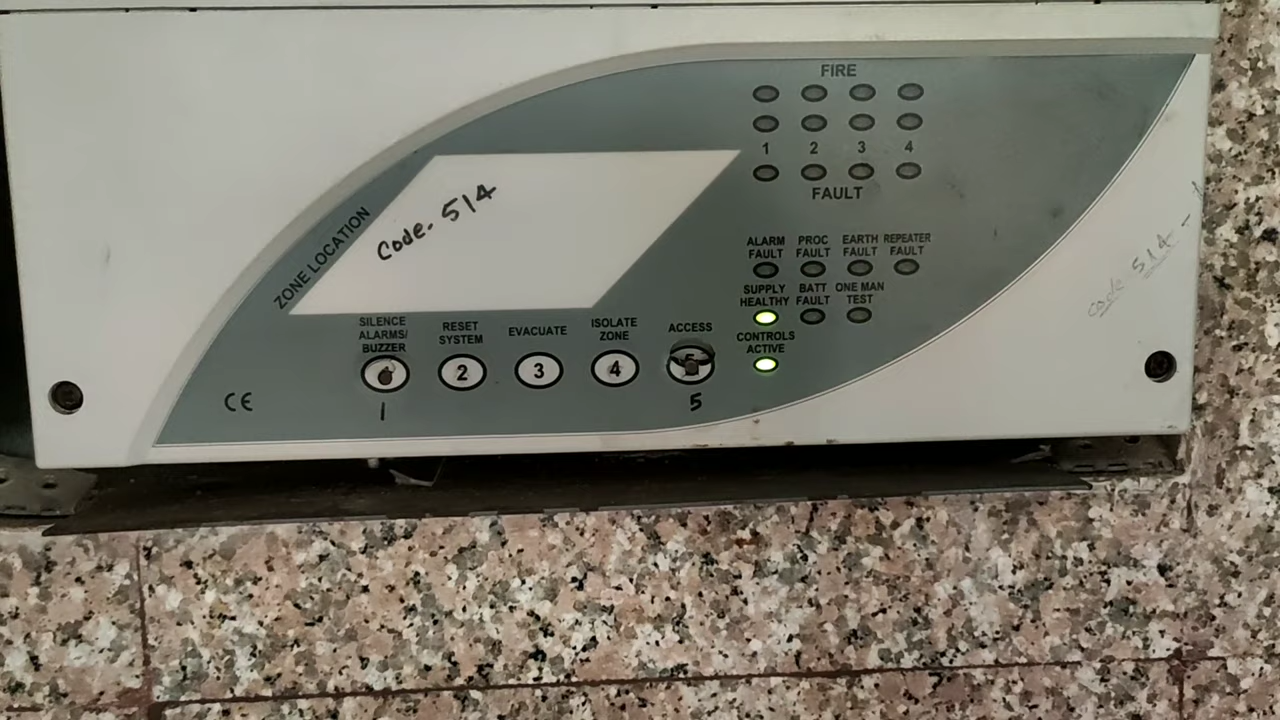 FIRE
1 2 3 4
FAULT
ZONE LOCATION
Code. 514
ALARM FAULT
PROC FAULT
EARTH FAULT
REPEATER FAULT
SUPPLY HEALTHY
BATT FAULT
ONE MAN TEST
CONTROLS ACTIVE
SILENCE ALARMS/ BUZZER
RESET SYSTEM
EVACUATE
ISOLATE ZONE
ACCESS
2
3
4
5
1
5
CE
code 514